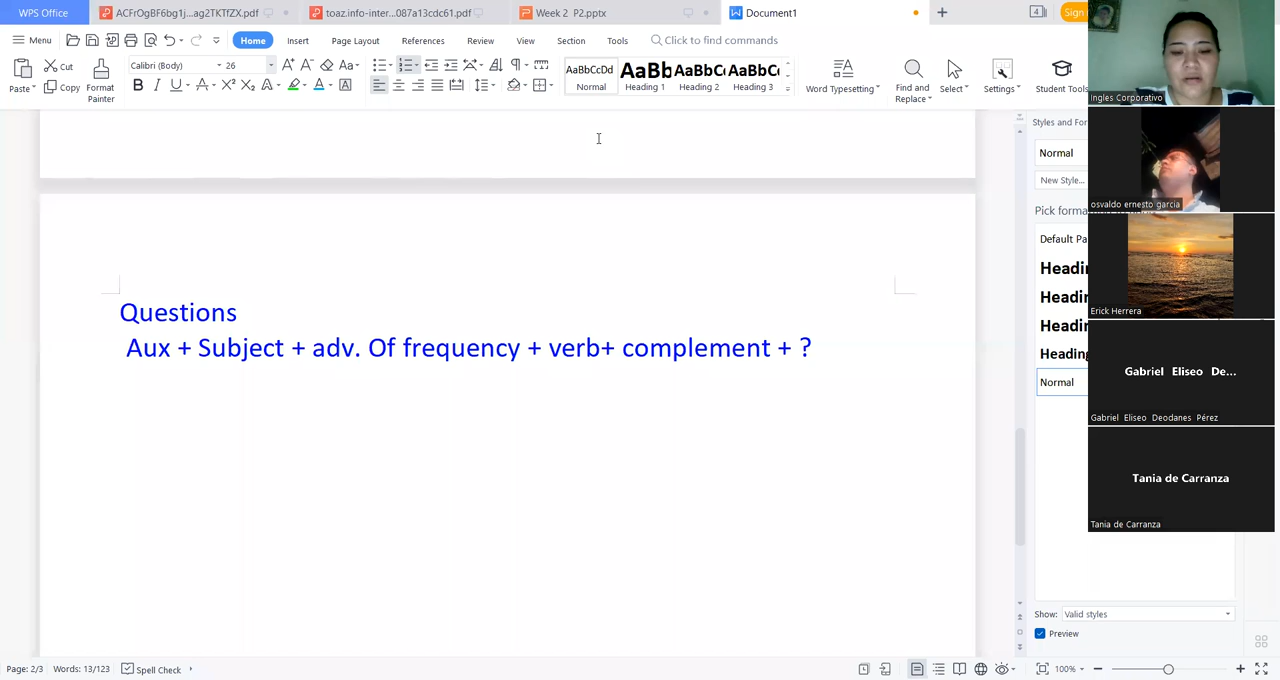 WPS Office ACFrOgBF6bg1j...ag2TKTfZX.pdf toaz.info-inter...087a13cdc61.pdf Week 2 P2.pptx Document1 Sign
Menu Home Insert Page Layout References Review View Section Tools Click to find commands
Calibri (Body) 26
Paste Cut Copy Format Painter
AaBbCcDd Normal
AaBb Heading 1
AaBbC Heading 2
AaBbC Heading 3
Word Typesetting Find and Replace Select Settings Student Tools
Styles and For
Normal
New Style...
Pick forma
Default Pa
Headin
Headin
Headin
Heading
Normal
Questions
Aux + Subject + adv. Of frequency + verb+ complement + ?
Ingles Corporativo
osvaldo ernesto garcia
Erick Herrera
Gabriel Eliseo De...
Gabriel Eliseo Deodanes Pérez
Tania de Carranza
Tania de Carranza
Show: Valid styles
Preview
Page: 2/3 Words: 13/123 Spell Check 100%